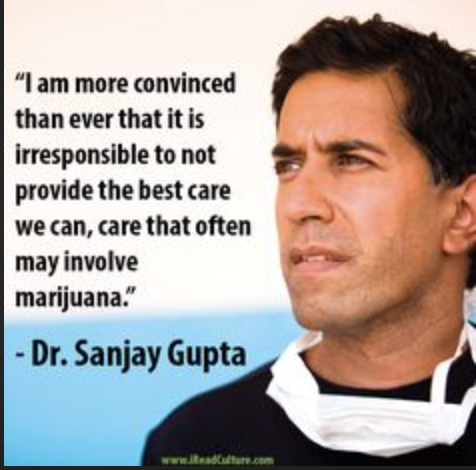 “I am more convinced
than ever that it is
irresponsible to not
provide the best care
we can, care that often
may involve
marijuana.”
- Dr. Sanjay Gupta
www.iReadCulture.com